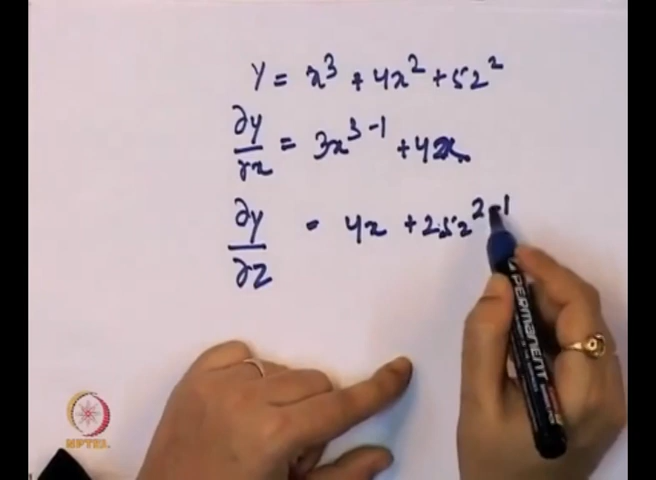 y = x³ + 4x² + 5z²
∂y/∂x = 3x³⁻¹ + 4z
∂y/∂z = 4x + 2.5z²⁻¹
PERMANENT
NPTEL